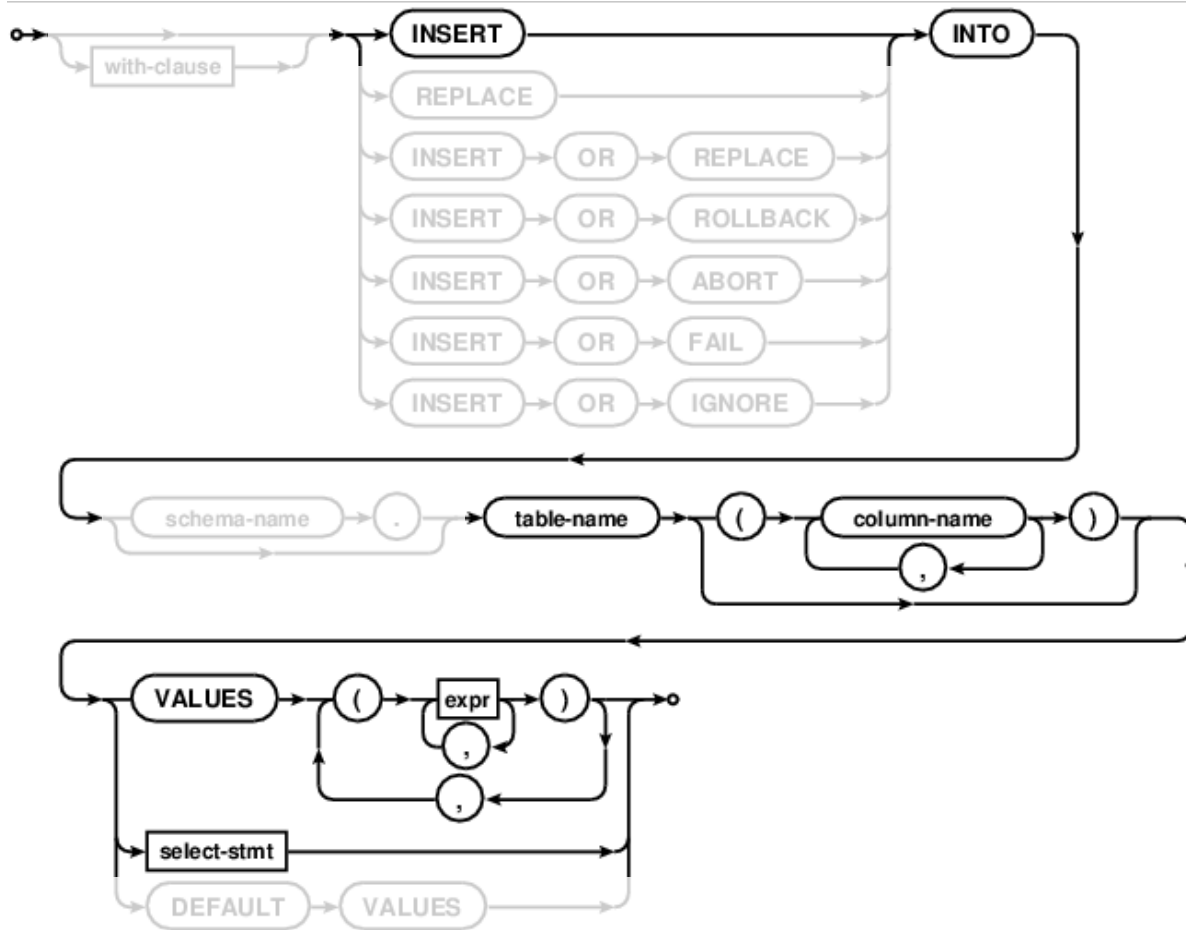 INSERT INTO
with-clause
REPLACE
INSERT OR REPLACE
INSERT OR ROLLBACK
INSERT OR ABORT
INSERT OR FAIL
INSERT OR IGNORE
schema-name . table-name ( column-name )
,
VALUES ( expr )
,
,
select-stmt
DEFAULT VALUES